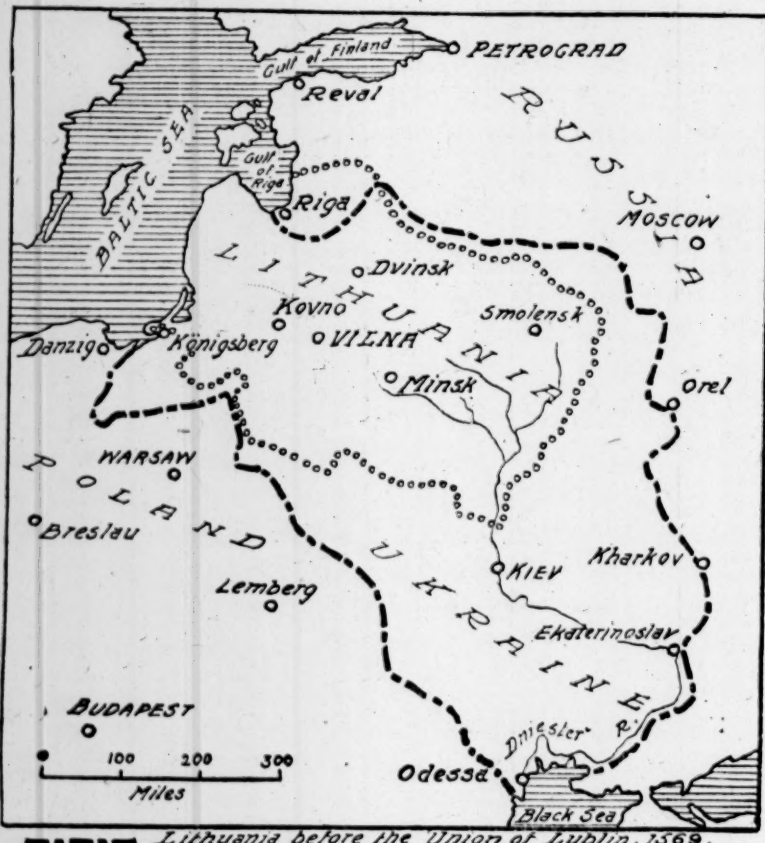 Gulf of Finland
PETROGRAD
Reval
RUSSIA
BALTIC SEA
Gulf
of
Riga
Riga
MOSCOW
LITHUANIA
Dvinsk
Kovno
Smolensk
Danzig
Königsberg
VILNA
Minsk
Orel
POLAND
WARSAW
Breslau
UKRAINE
KIEV
Kharkov
Lemberg
Ekaterinoslav
BUDAPEST
Dniester R.
0 100 200 300
Miles
Odessa
Black Sea
Lithuania before the Union of Lublin, 1569.